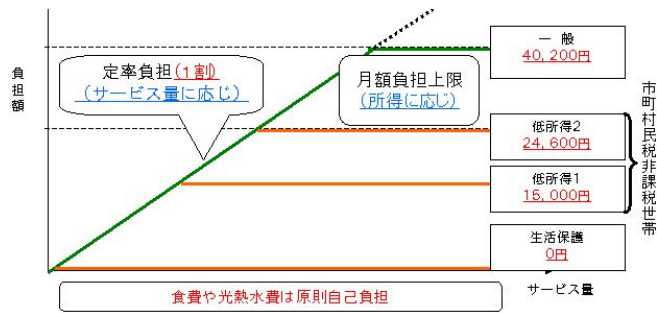 負担額
定率負担(1割)
(サービス量に応じ)
月額負担上限
(所得に応じ)
一 般
40,200円
低所得2
24,600円
低所得1
15,000円
生活保護
0円
市町村民税非課税世帯
サービス量
食費や光熱水費は原則自己負担